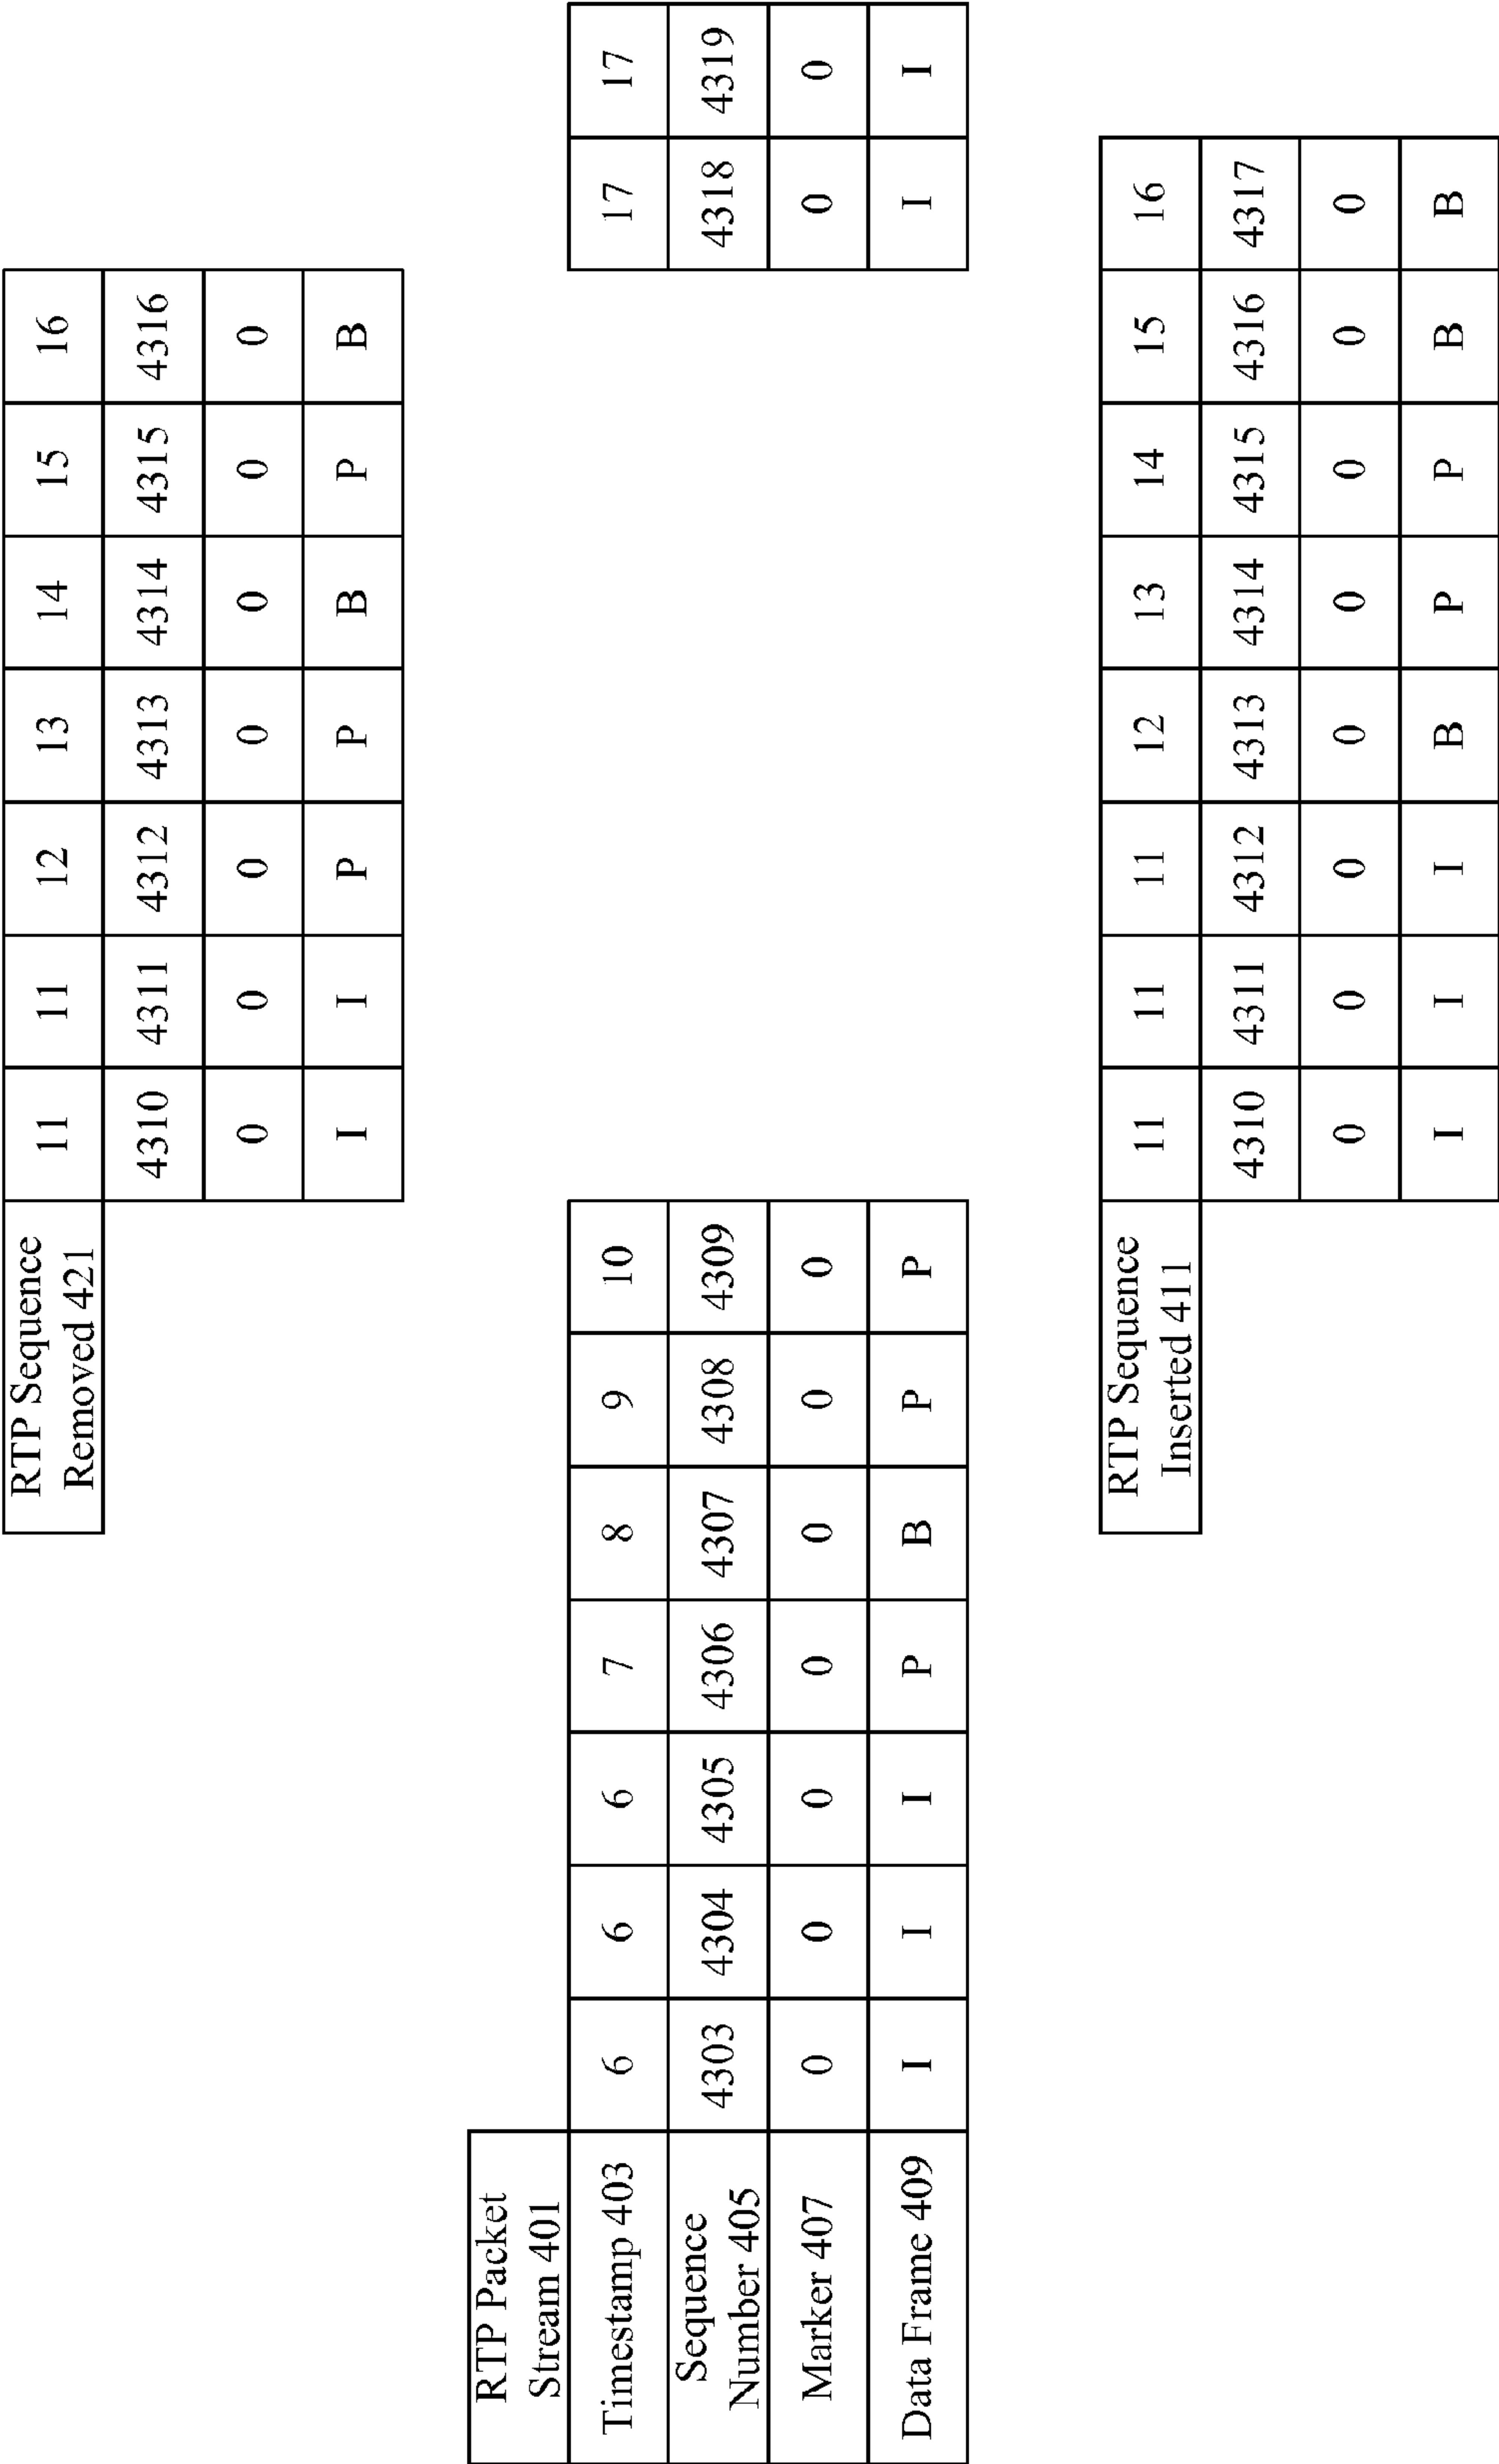 RTP Sequence
Removed 421
11 11 12 13 14 15 16
4310 4311 4312 4313 4314 4315 4316
0 0 0 0 0 0 0
I I P P B P B
RTP Packet
Stream 401
Timestamp 403 6 6 6 7 8 9 10 17 17
Sequence
Number 405 4303 4304 4305 4306 4307 4308 4309 4318 4319
Marker 407 0 0 0 0 0 0 0 0 0
Data Frame 409 I I I P B P P I I
RTP Sequence
Inserted 411
11 11 11 12 13 14 15 16
4310 4311 4312 4313 4314 4315 4316 4317
0 0 0 0 0 0 0 0
I I I B P P B B